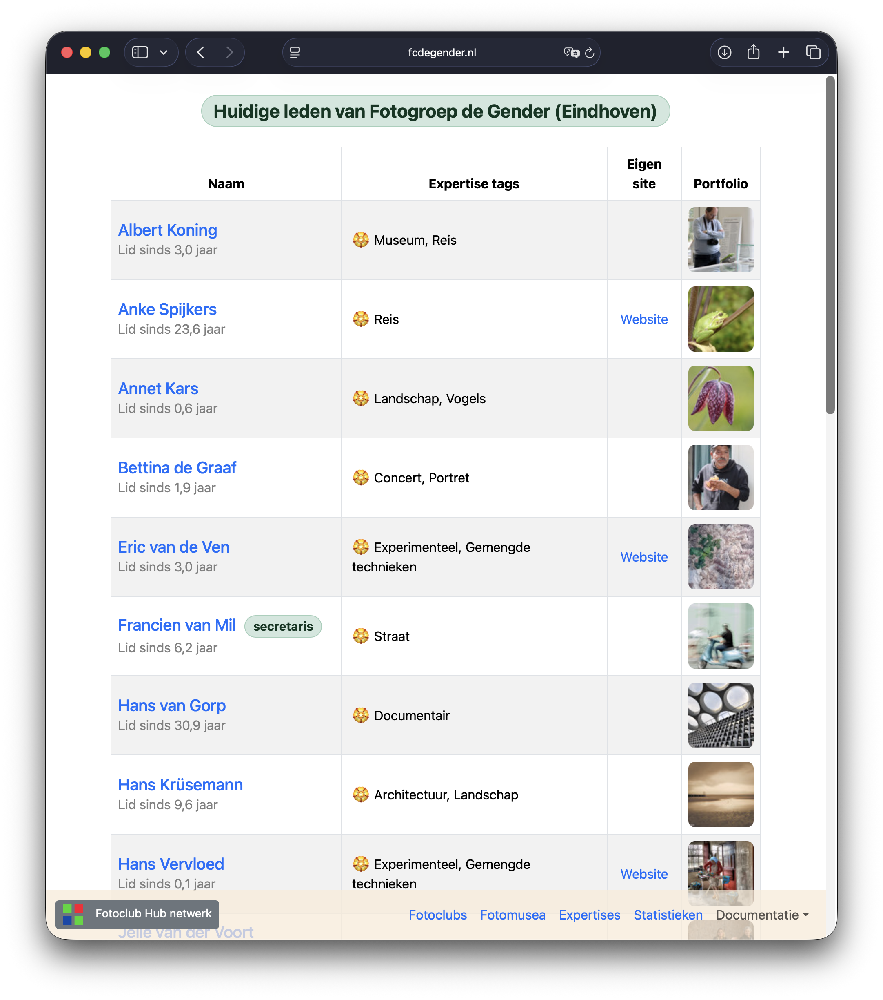 fcdegender.nl
Huidige leden van Fotogroep de Gender (Eindhoven)
Naam
Expertise tags
Eigen
site
Portfolio
Albert Koning
Lid sinds 3,0 jaar
Museum, Reis
Anke Spijkers
Lid sinds 23,6 jaar
Reis
Website
Annet Kars
Lid sinds 0,6 jaar
Landschap, Vogels
Bettina de Graaf
Lid sinds 1,9 jaar
Concert, Portret
Eric van de Ven
Lid sinds 3,0 jaar
Experimenteel, Gemengde
technieken
Website
Francien van Mil secretaris
Lid sinds 6,2 jaar
Straat
Hans van Gorp
Lid sinds 30,9 jaar
Documentair
Hans Krüsemann
Lid sinds 9,6 jaar
Architectuur, Landschap
Hans Vervloed
Lid sinds 0,1 jaar
Experimenteel, Gemengde
technieken
Website
Fotoclub Hub netwerk
Fotoclubs Fotomusea Expertises Statistieken Documentatie
Jelle van der Voort